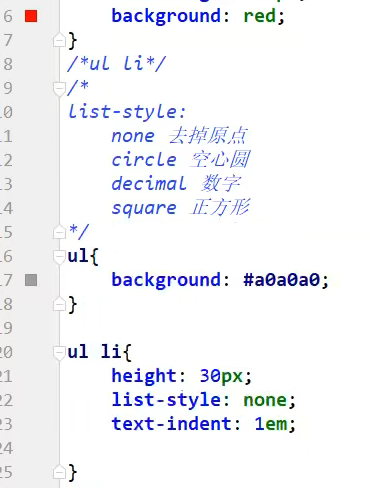 6 background: red;
7 }
8 /*ul li*/
9 /*
10 list-style:
11 none 去掉原点
12 circle 空心圆
13 decimal 数字
14 square 正方形
15 */
16 ul{
17 background: #a0a0a0;
18 }
19
20 ul li{
21 height: 30px;
22 list-style: none;
23 text-indent: 1em;
24
25 }